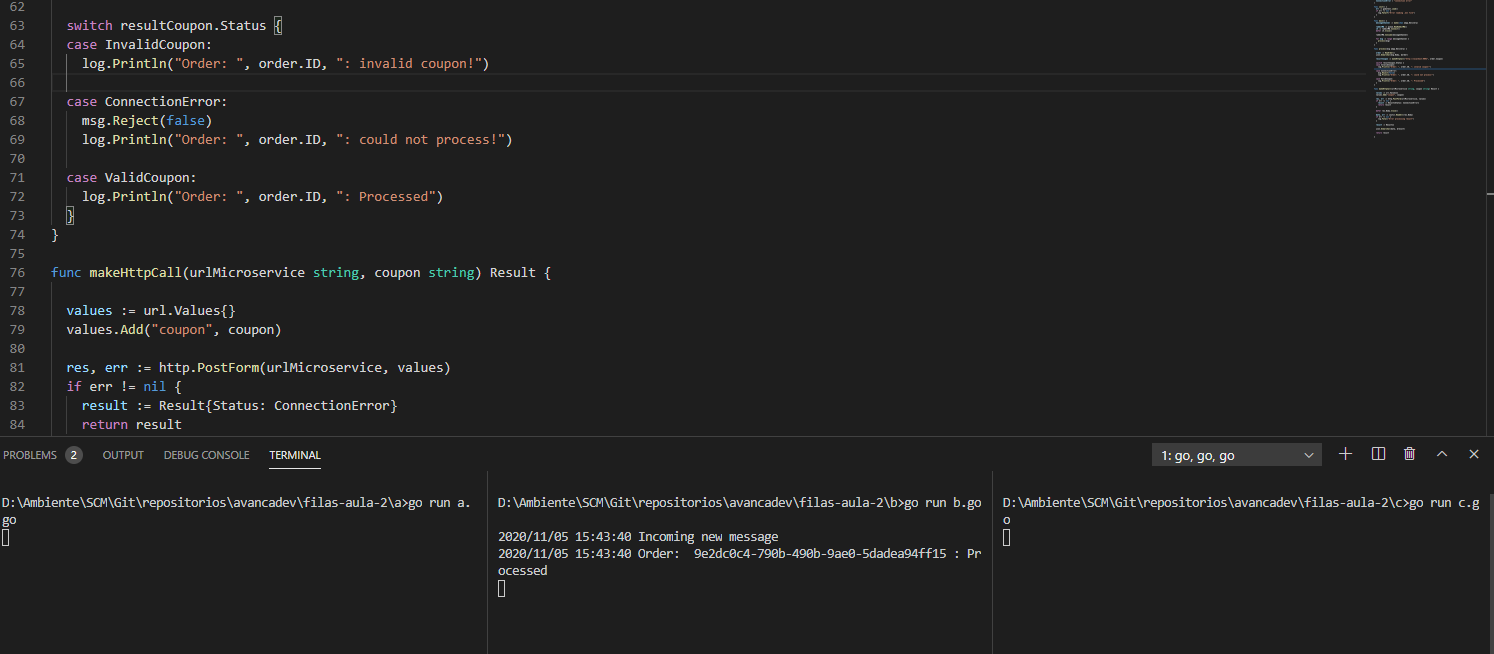 62
63 switch resultCoupon.Status {
64 case InvalidCoupon:
65 log.Println("Order: ", order.ID, ": invalid coupon!")
66
67 case ConnectionError:
68 msg.Reject(false)
69 log.Println("Order: ", order.ID, ": could not process!")
70
71 case ValidCoupon:
72 log.Println("Order: ", order.ID, ": Processed")
73 }
74 }
75
76 func makeHttpCall(urlMicroservice string, coupon string) Result {
77
78 values := url.Values{}
79 values.Add("coupon", coupon)
80
81 res, err := http.PostForm(urlMicroservice, values)
82 if err != nil {
83 result := Result{Status: ConnectionError}
84 return result
PROBLEMS 2 OUTPUT DEBUG CONSOLE TERMINAL 1: go, go, go
D:\Ambiente\SCM\Git\repositorios\avancadev\filas-aula-2\a>go run a.
go
D:\Ambiente\SCM\Git\repositorios\avancadev\filas-aula-2\b>go run b.go
2020/11/05 15:43:40 Incoming new message
2020/11/05 15:43:40 Order:  9e2dc0c4-790b-490b-9ae0-5dadea94ff15 : Pr
ocessed
D:\Ambiente\SCM\Git\repositorios\avancadev\filas-aula-2\c>go run c.g
o